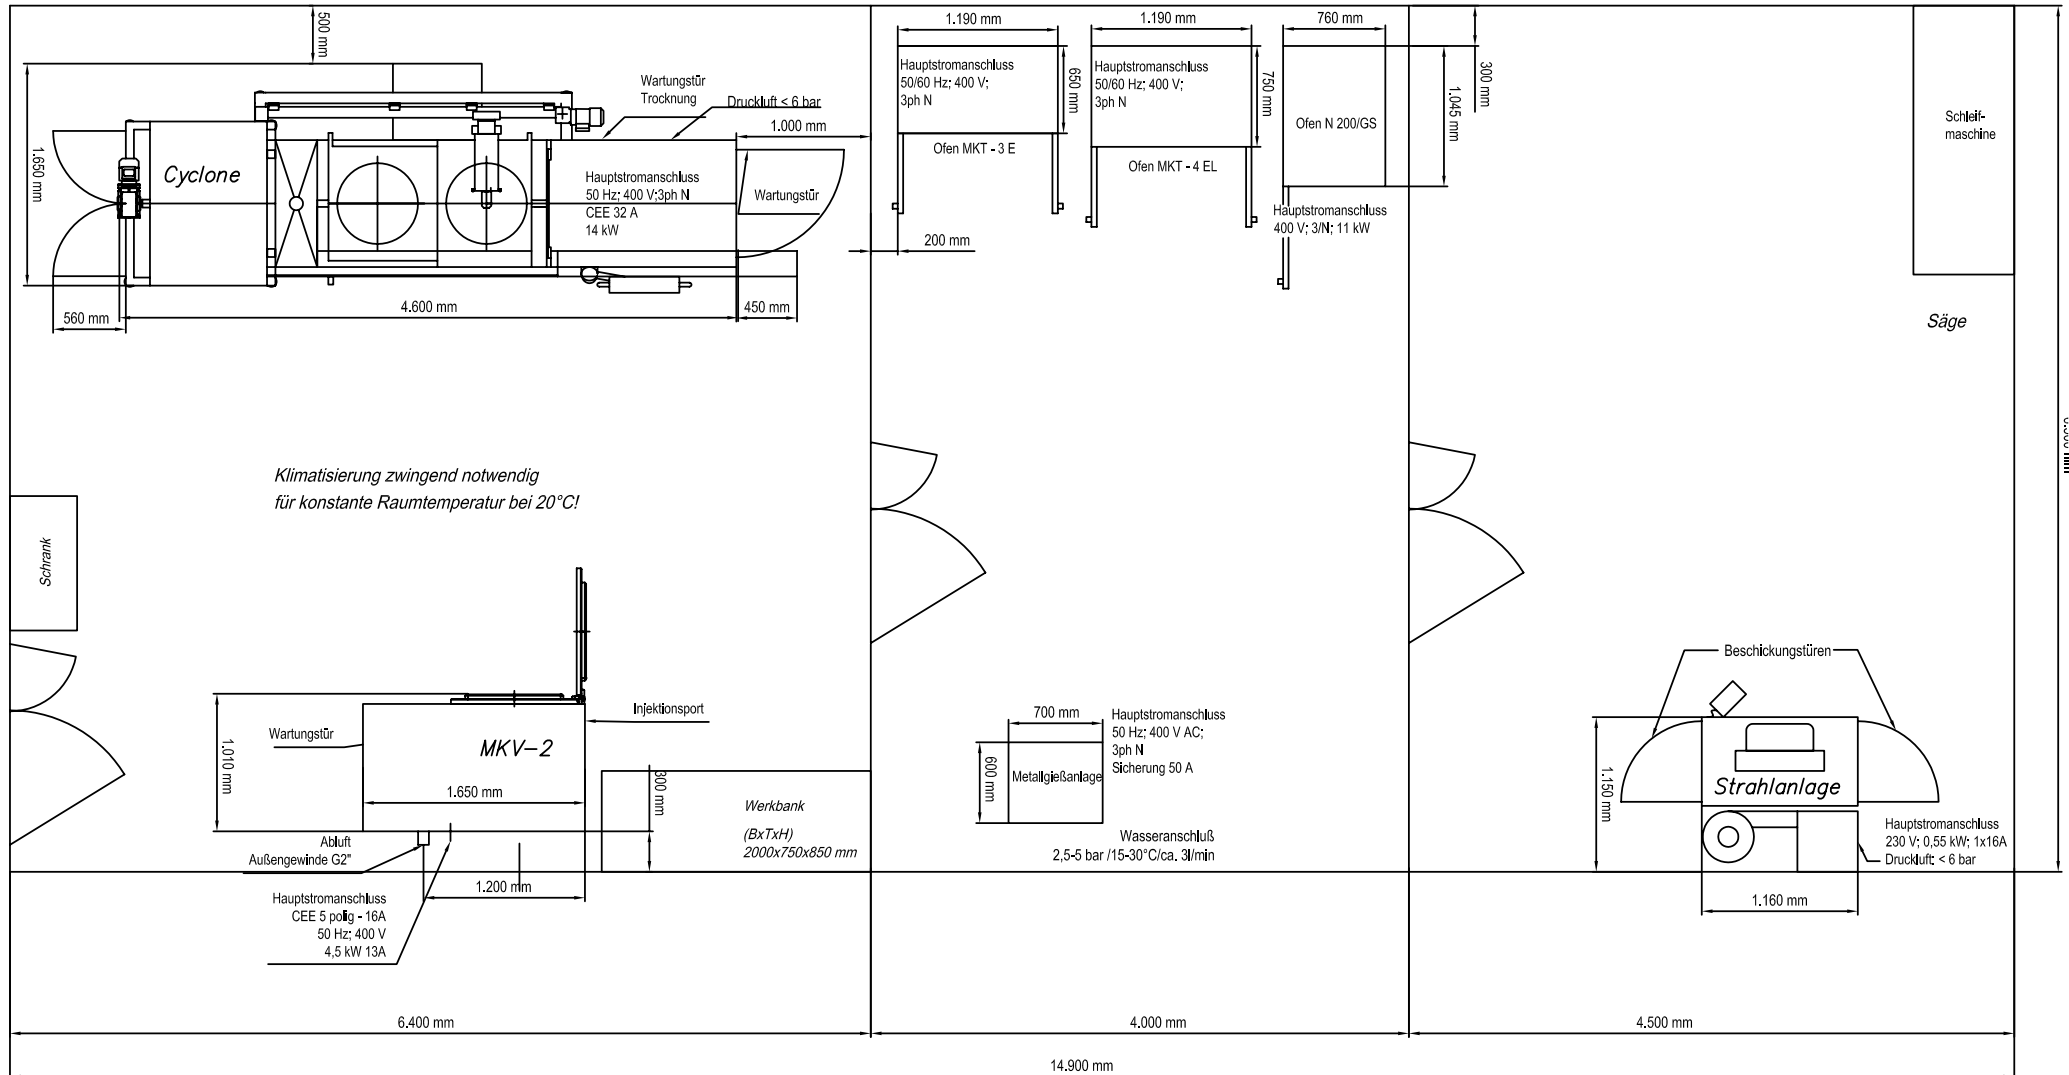 500 mm
1.650 mm
Cyclone
Wartungstür
Trocknung
Druckluft < 6 bar
1.000 mm
Hauptstromanschluss
50 Hz; 400 V;3ph N
CEE 32 A
14 kW
Wartungstür
560 mm
4.600 mm
450 mm
1.190 mm
Hauptstromanschluss
50/60 Hz; 400 V;
3ph N
650 mm
Ofen MKT - 3 E
200 mm
1.190 mm
Hauptstromanschluss
50/60 Hz; 400 V;
3ph N
750 mm
Ofen MKT - 4 EL
760 mm
Ofen N 200/GS
1.045 mm
300 mm
Hauptstromanschluss
400 V; 3/N; 11 kW
Schleif-
maschine
Säge
Klimatisierung zwingend notwendig
für konstante Raumtemperatur bei 20°C!
Schrank
Injektionsport
Wartungstür
MKV-2
1.010 mm
1.650 mm
300 mm
Werkbank
(BxTxH)
2000x750x850 mm
Abluft
Außengewinde G2"
1.200 mm
Hauptstromanschluss
CEE 5 polig - 16A
50 Hz; 400 V
4,5 kW 13A
700 mm
600 mm
Metallgießanlage
Hauptstromanschluss
50 Hz; 400 V AC;
3ph N
Sicherung 50 A
Wasseranschluß
2,5-5 bar /15-30°C/ca. 3l/min
Beschickungstüren
Strahlanlage
1.150 mm
Hauptstromanschluss
230 V; 0,55 kW; 1x16A
Druckluft: < 6 bar
1.160 mm
6.400 mm
4.000 mm
4.500 mm
14.900 mm